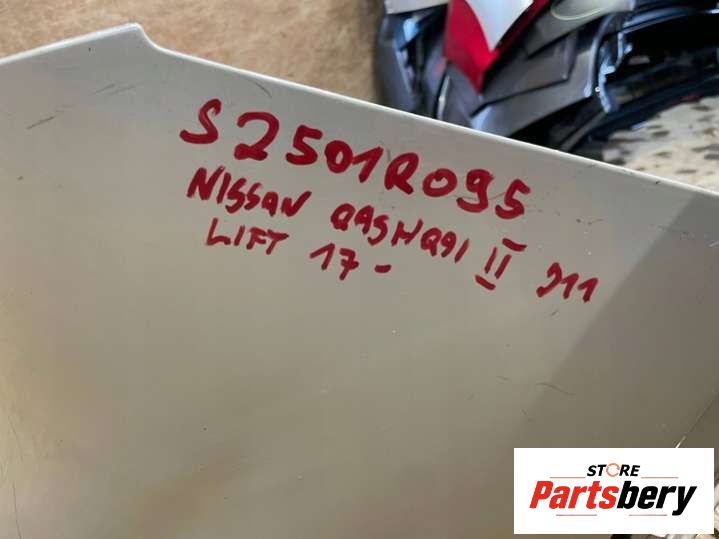 S2501R095
NISSAN QASHQAI II J11
LIFT 17-
STORE
Partsbery